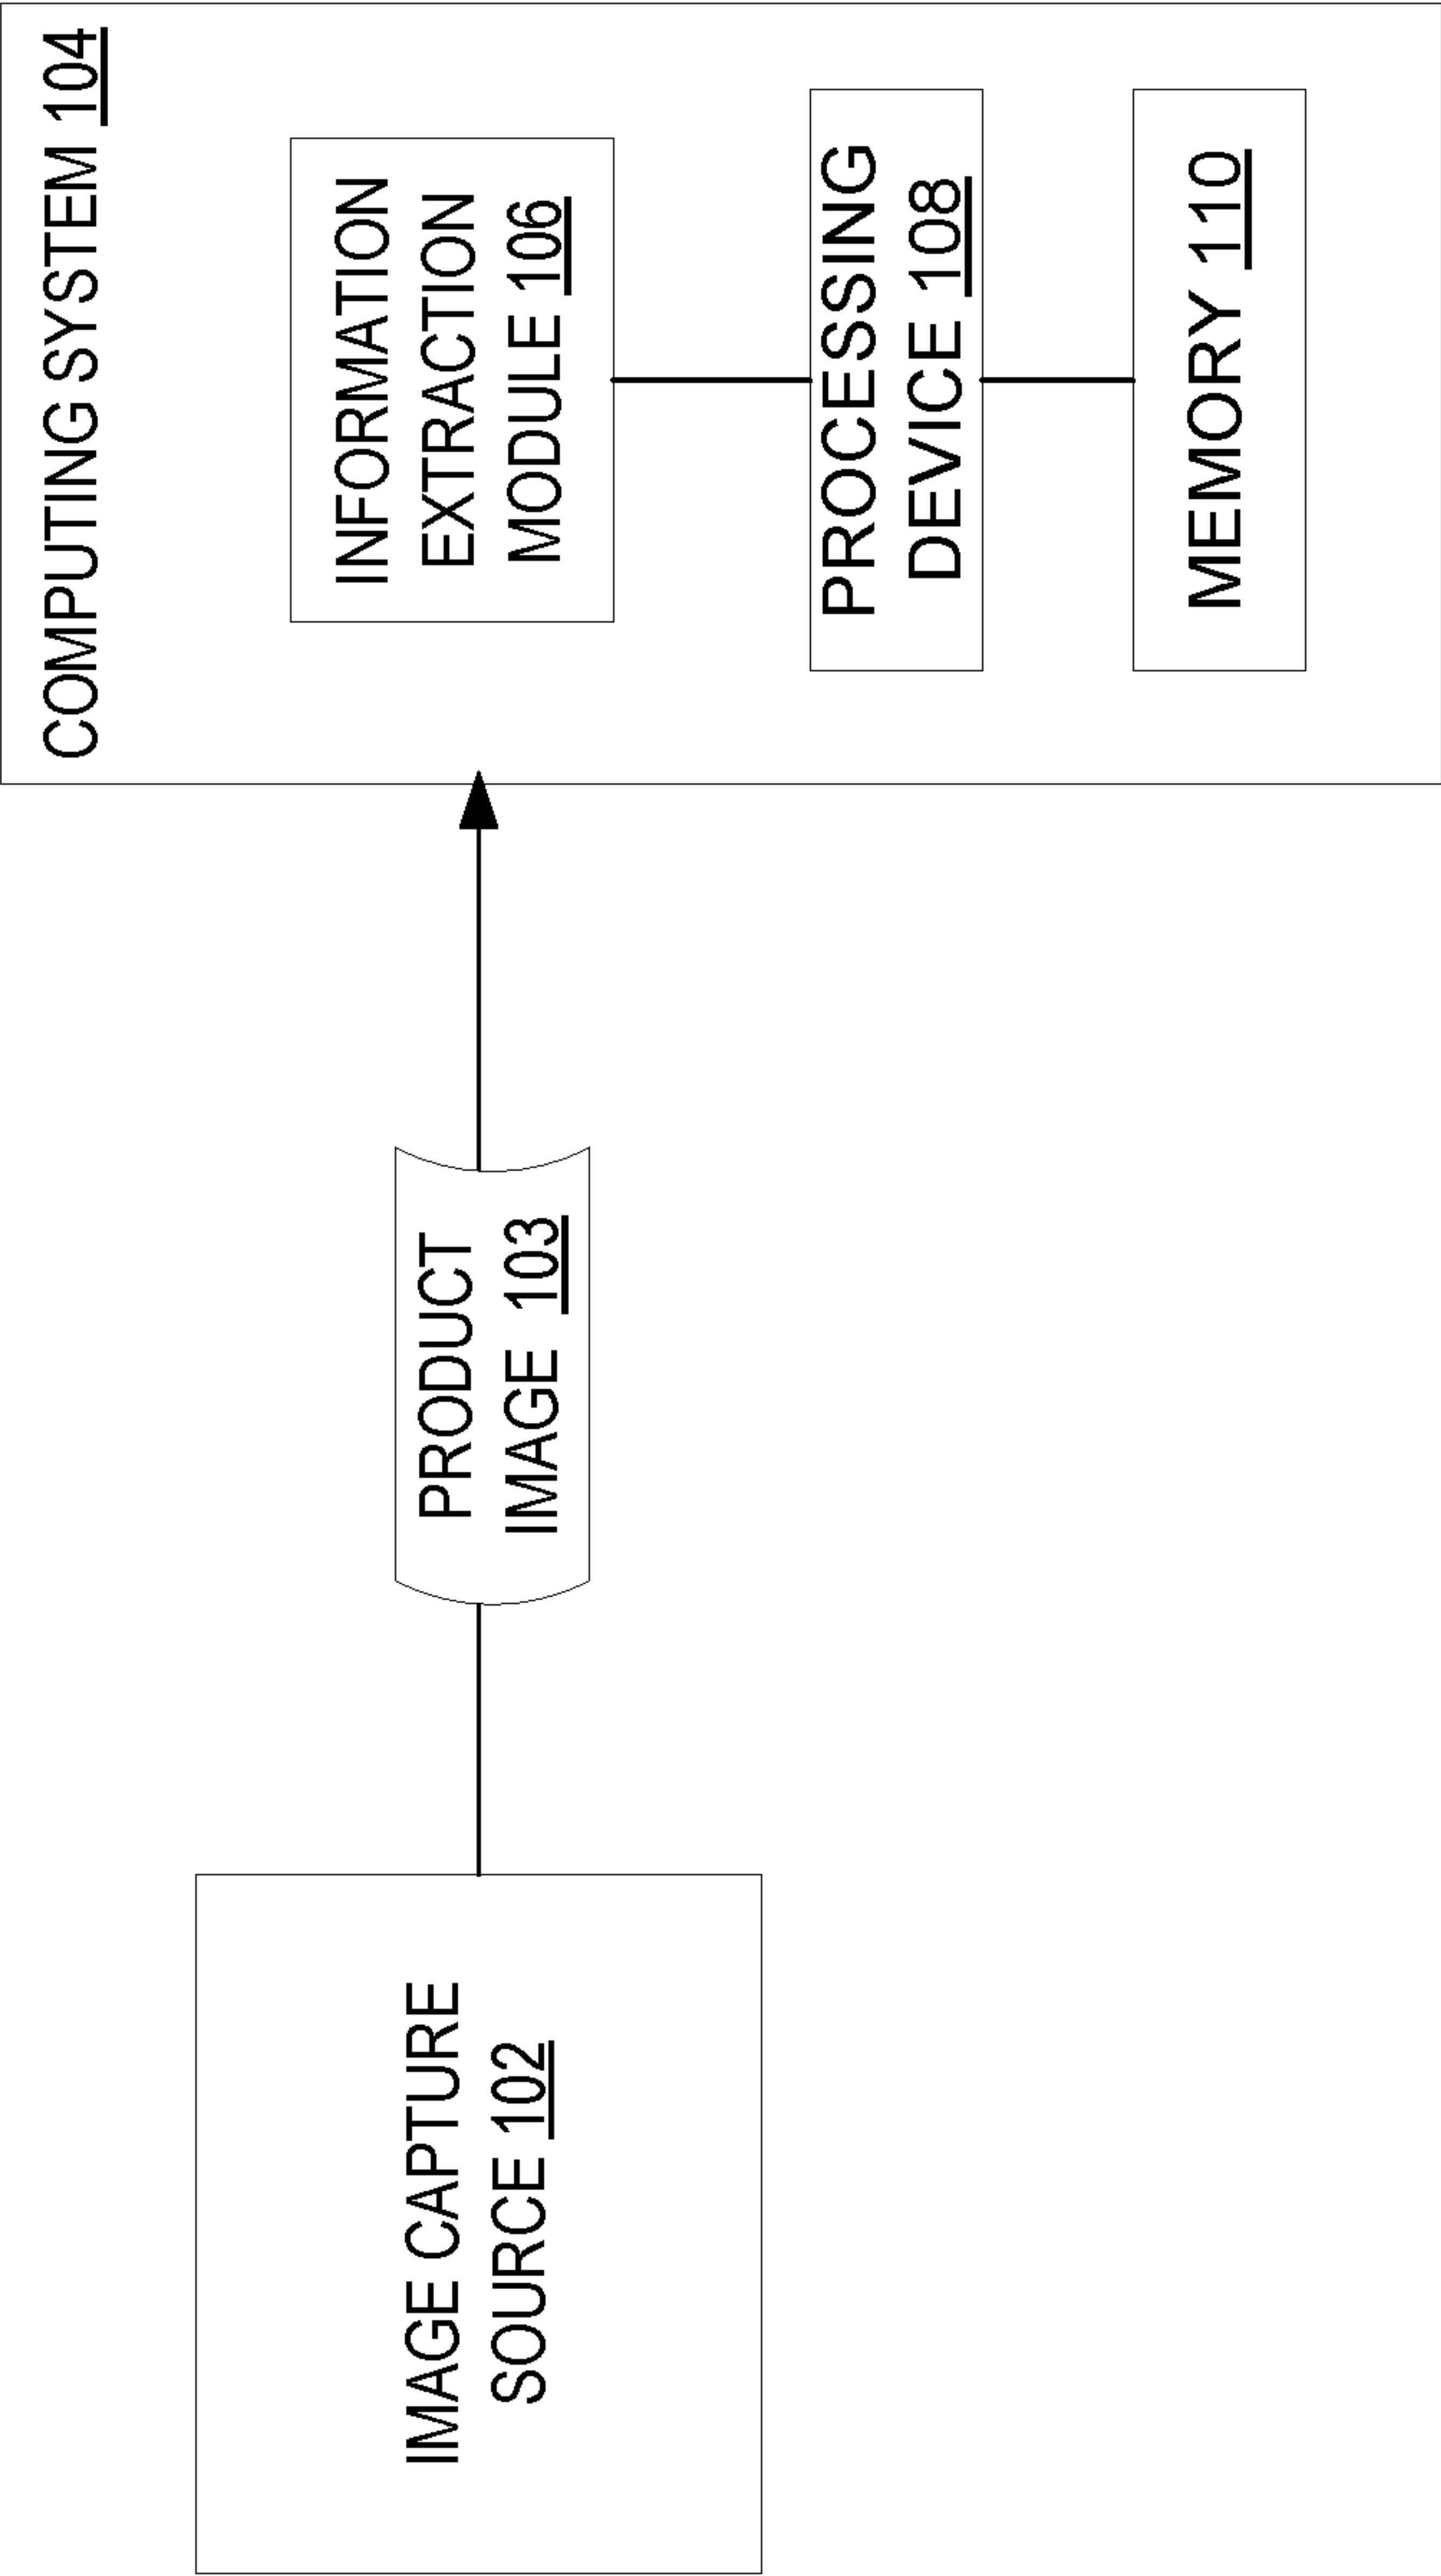 IMAGE CAPTURE
SOURCE 102
PRODUCT
IMAGE 103
COMPUTING SYSTEM 104
INFORMATION
EXTRACTION
MODULE 106
PROCESSING
DEVICE 108
MEMORY 110